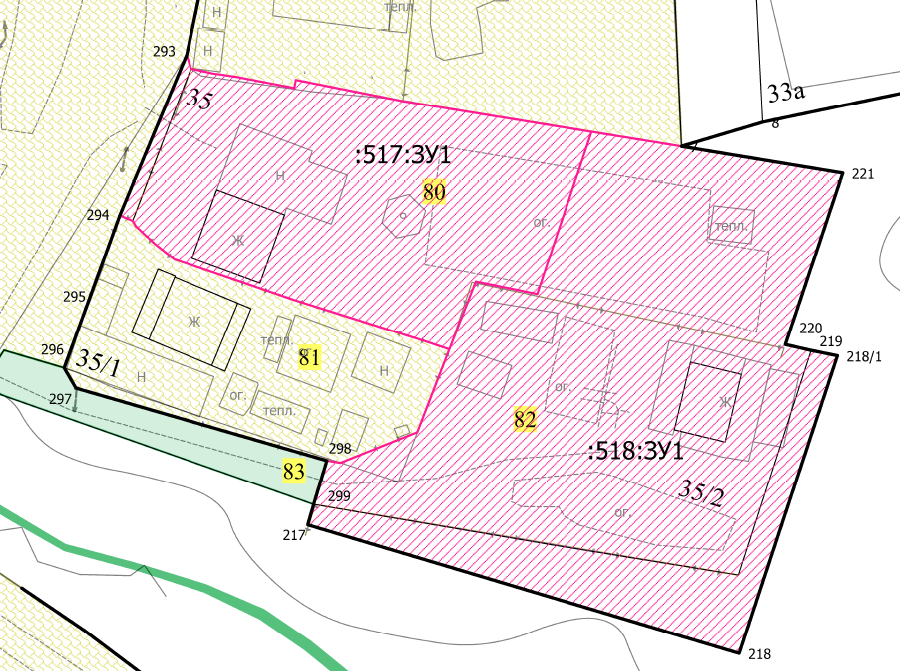 Н
тепл.
293
Н
35
33а
8
:517:ЗУ1
221
Н
80
294
ог.
тепл.
Ж
295
220
Ж
219
тепл.
296
81
218/1
35/1
Н
Н
297
ог.
ог.
Ж
тепл.
82
298
:518:ЗУ1
83
35/2
299
ог.
217
218